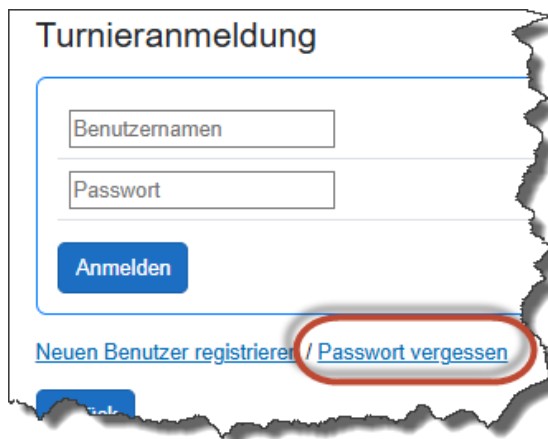 Turnieranmeldung
Benutzernamen
Passwort
Anmelden
Neuen Benutzer registrieren / Passwort vergessen